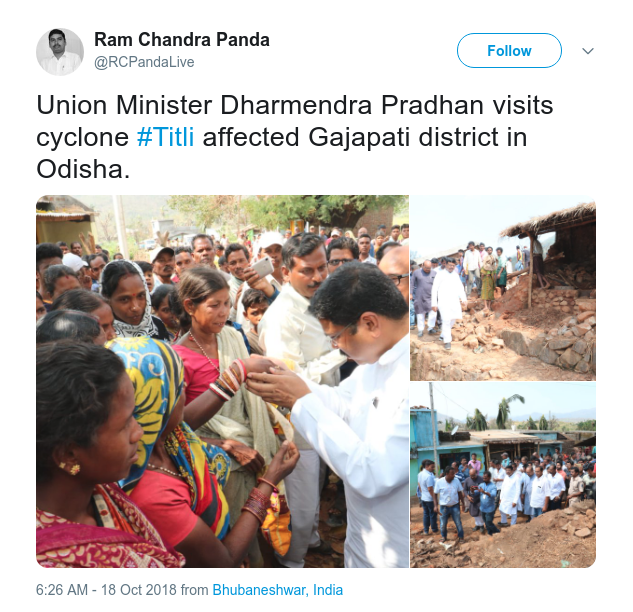 Ram Chandra Panda
@RCPandaLive
Follow
Union Minister Dharmendra Pradhan visits
cyclone #Titli affected Gajapati district in
Odisha.
6:26 AM - 18 Oct 2018 from Bhubaneshwar, India